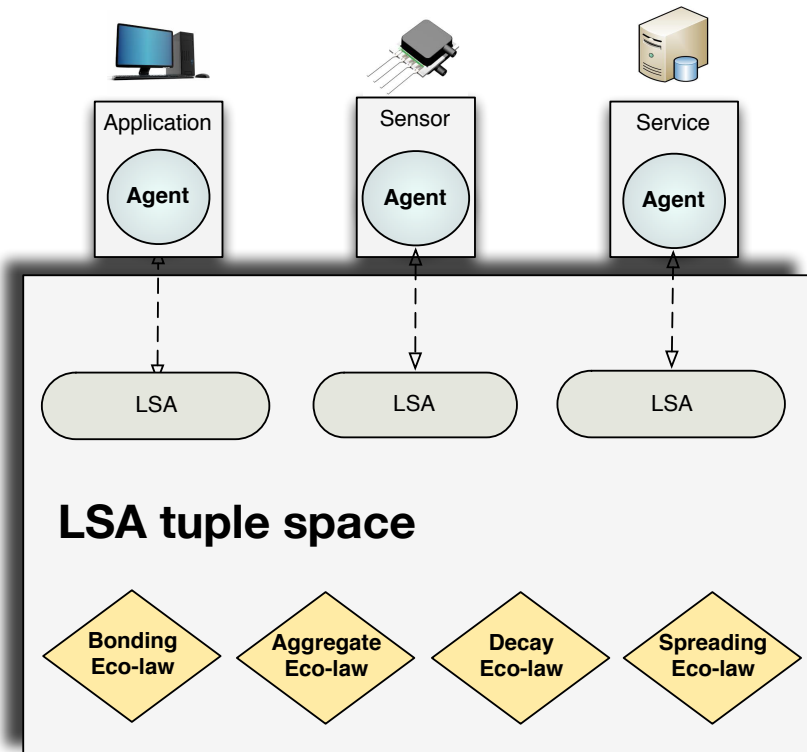 Application
Sensor
Service
Agent
Agent
Agent
LSA
LSA
LSA
LSA tuple space
Bonding
Eco-law
Aggregate
Eco-law
Decay
Eco-law
Spreading
Eco-law